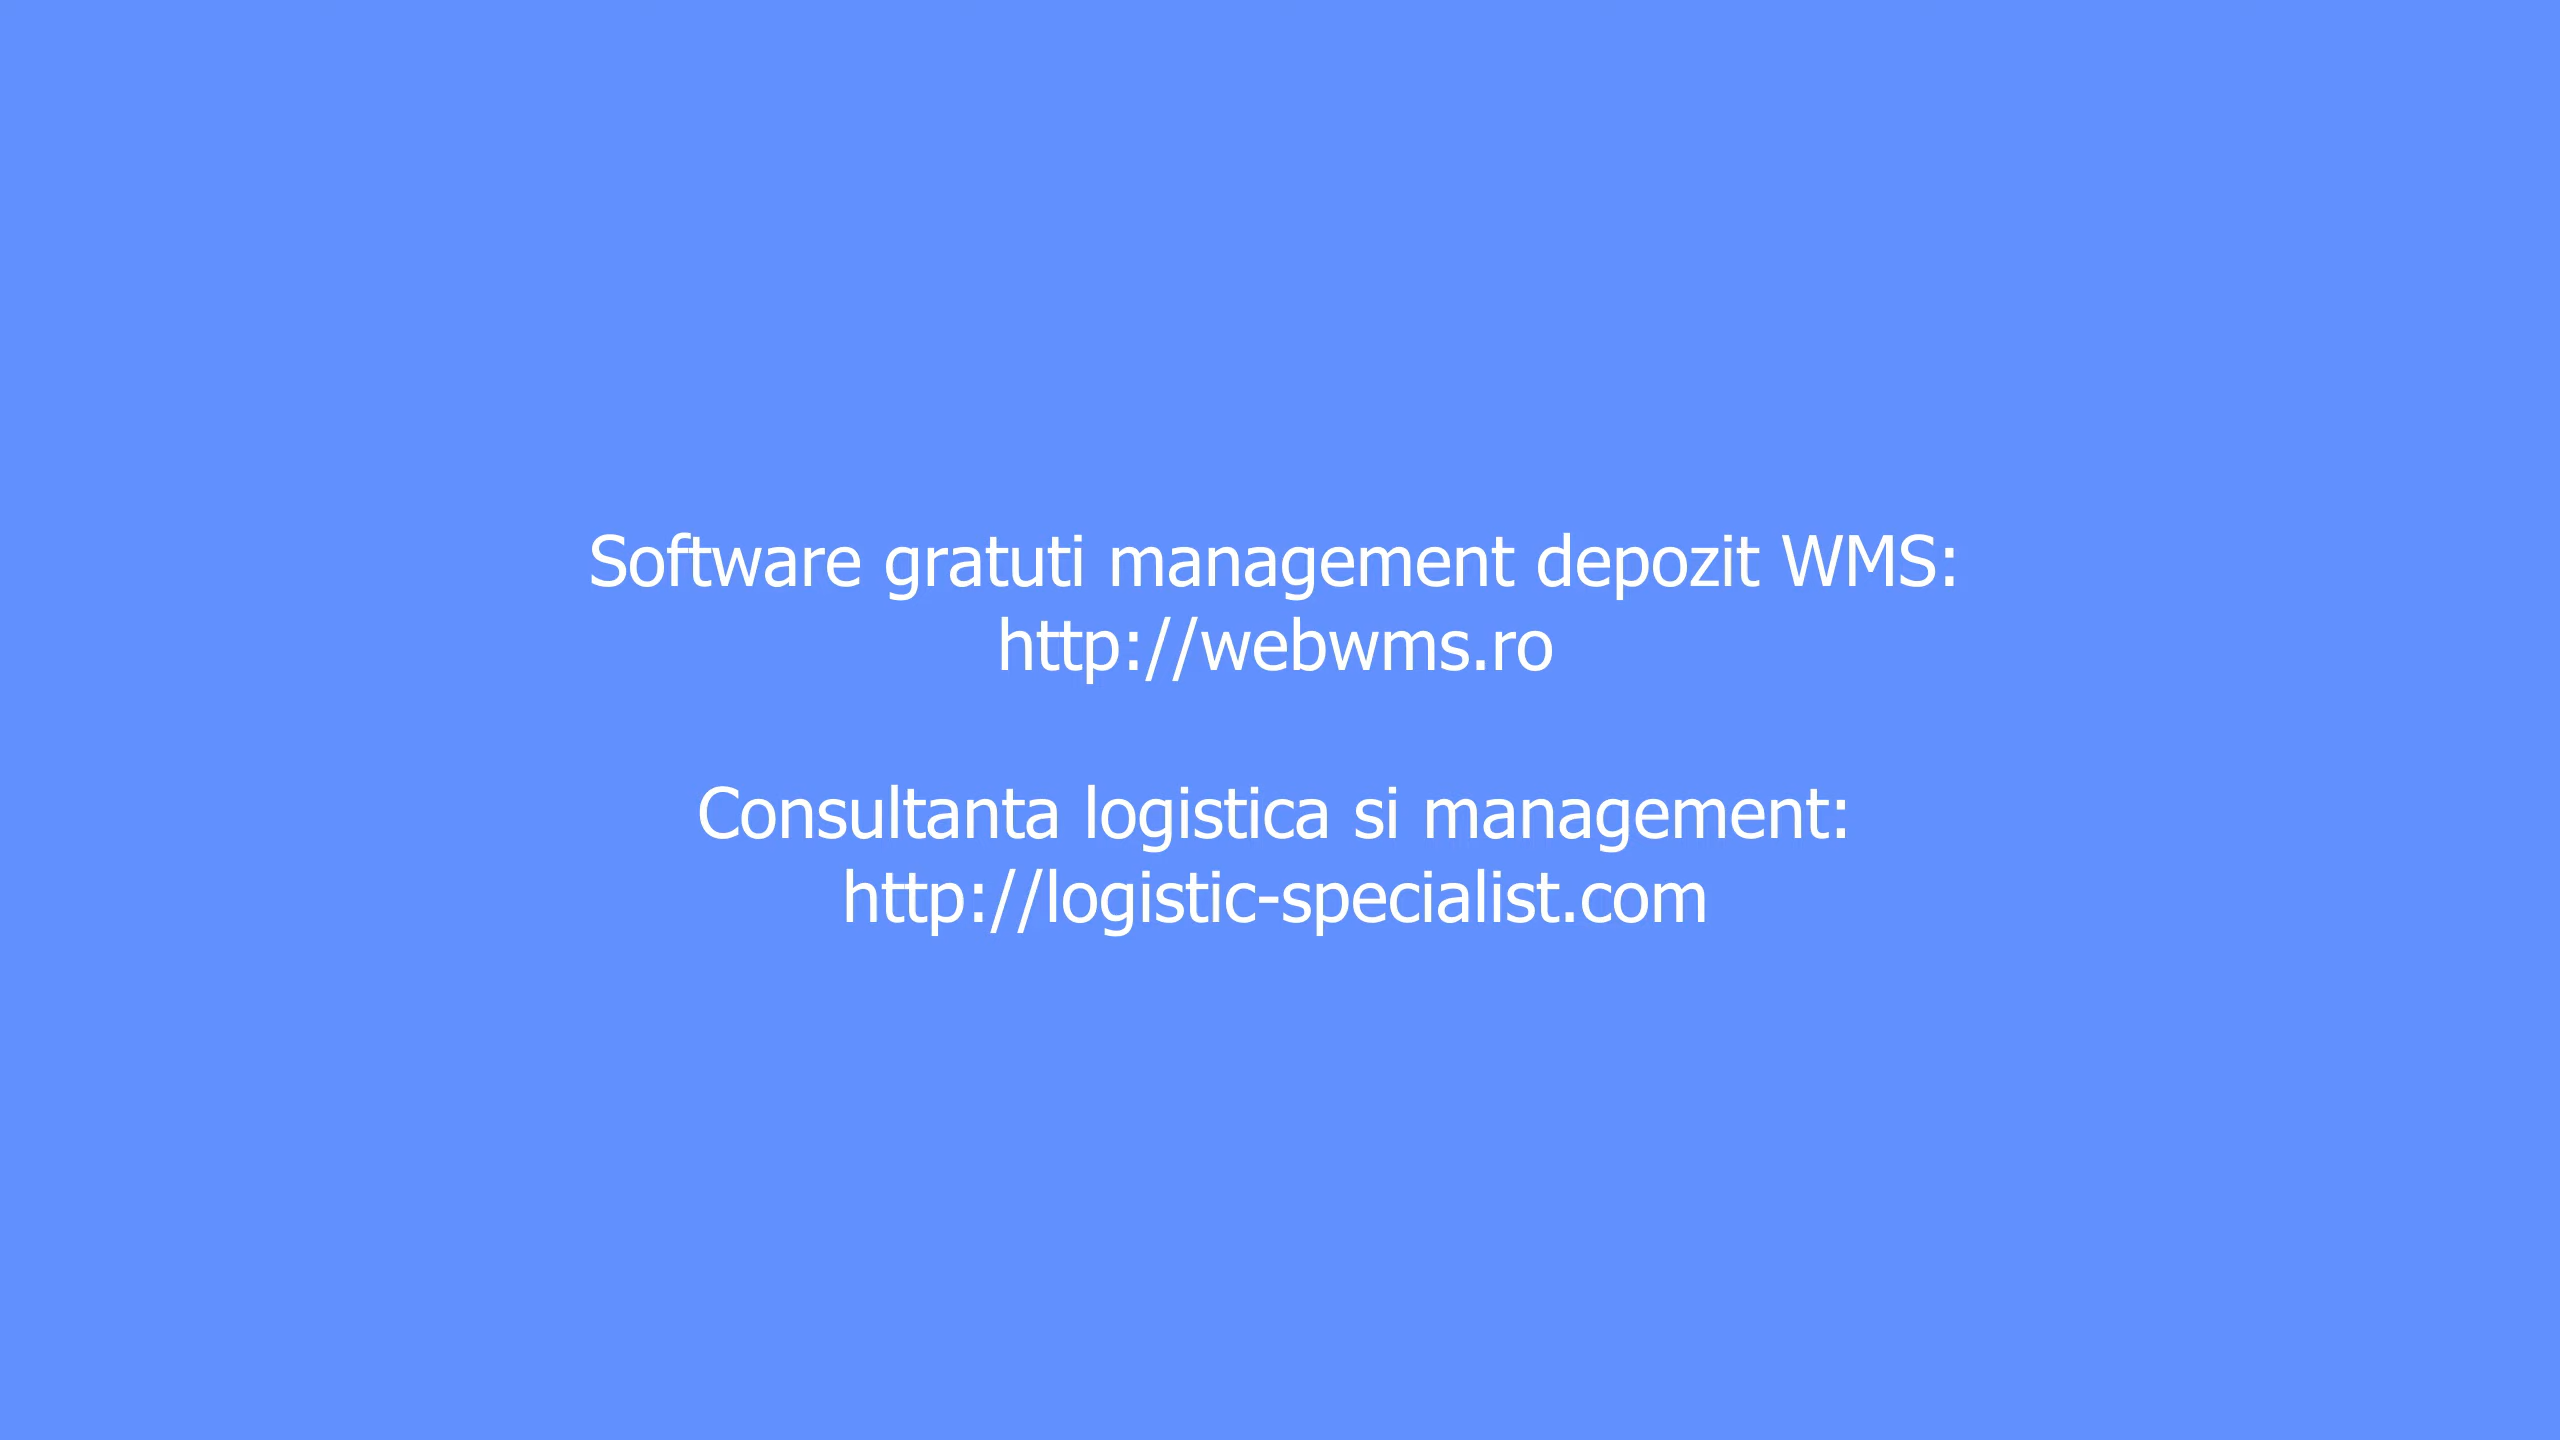 Software gratuti management depozit WMS:
http://webwms.ro
Consultanta logistica si management:
http://logistic-specialist.com